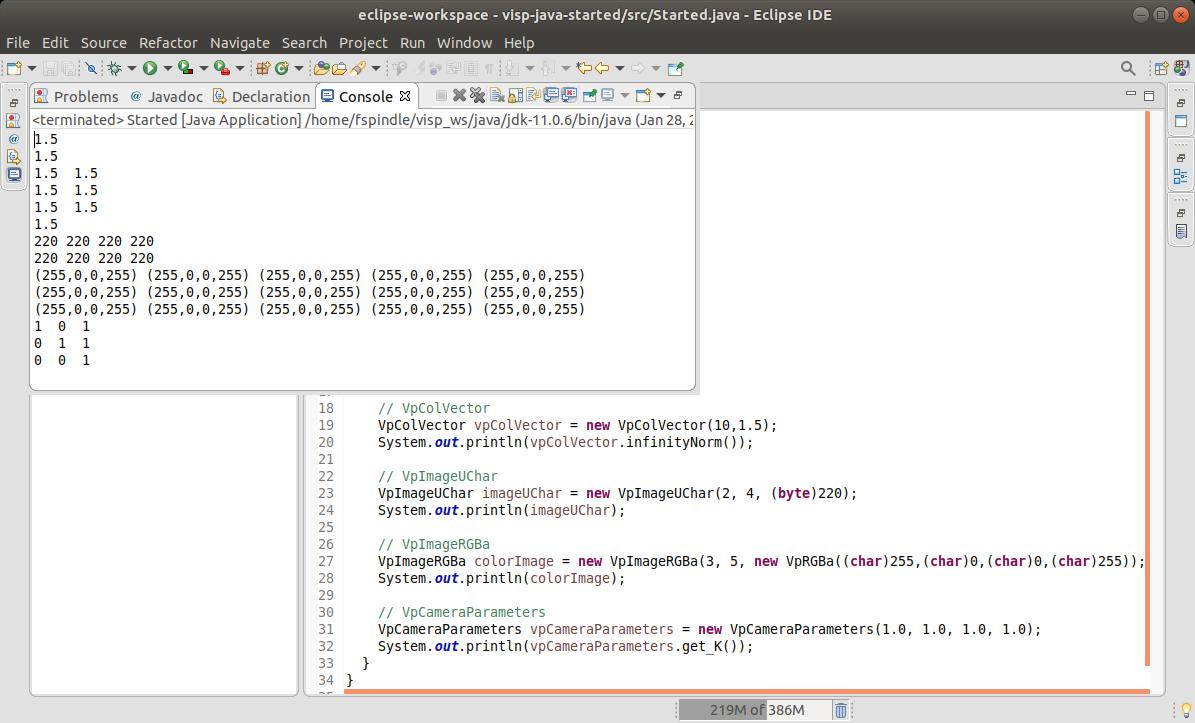 eclipse-workspace - visp-java-started/src/Started.java - Eclipse IDE
File Edit Source Refactor Navigate Search Project Run Window Help
Problems @ Javadoc Declaration Console
<terminated> Started [Java Application] /home/fspindle/visp_ws/java/jdk-11.0.6/bin/java (Jan 28, 2
1.5
1.5
1.5  1.5
1.5  1.5
1.5  1.5
1.5
220 220 220 220
220 220 220 220
(255,0,0,255) (255,0,0,255) (255,0,0,255) (255,0,0,255) (255,0,0,255)
(255,0,0,255) (255,0,0,255) (255,0,0,255) (255,0,0,255) (255,0,0,255)
(255,0,0,255) (255,0,0,255) (255,0,0,255) (255,0,0,255) (255,0,0,255)
1  0  1
0  1  1
0  0  1
18 // VpColVector
19 VpColVector vpColVector = new VpColVector(10,1.5);
20 System.out.println(vpColVector.infinityNorm());
21
22 // VpImageUChar
23 VpImageUChar imageUChar = new VpImageUChar(2, 4, (byte)220);
24 System.out.println(imageUChar);
25
26 // VpImageRGBa
27 VpImageRGBa colorImage = new VpImageRGBa(3, 5, new VpRGBa((char)255,(char)0,(char)0,(char)255));
28 System.out.println(colorImage);
29
30 // VpCameraParameters
31 VpCameraParameters vpCameraParameters = new VpCameraParameters(1.0, 1.0, 1.0, 1.0);
32 System.out.println(vpCameraParameters.get_K());
33 }
34 }
219M of 386M